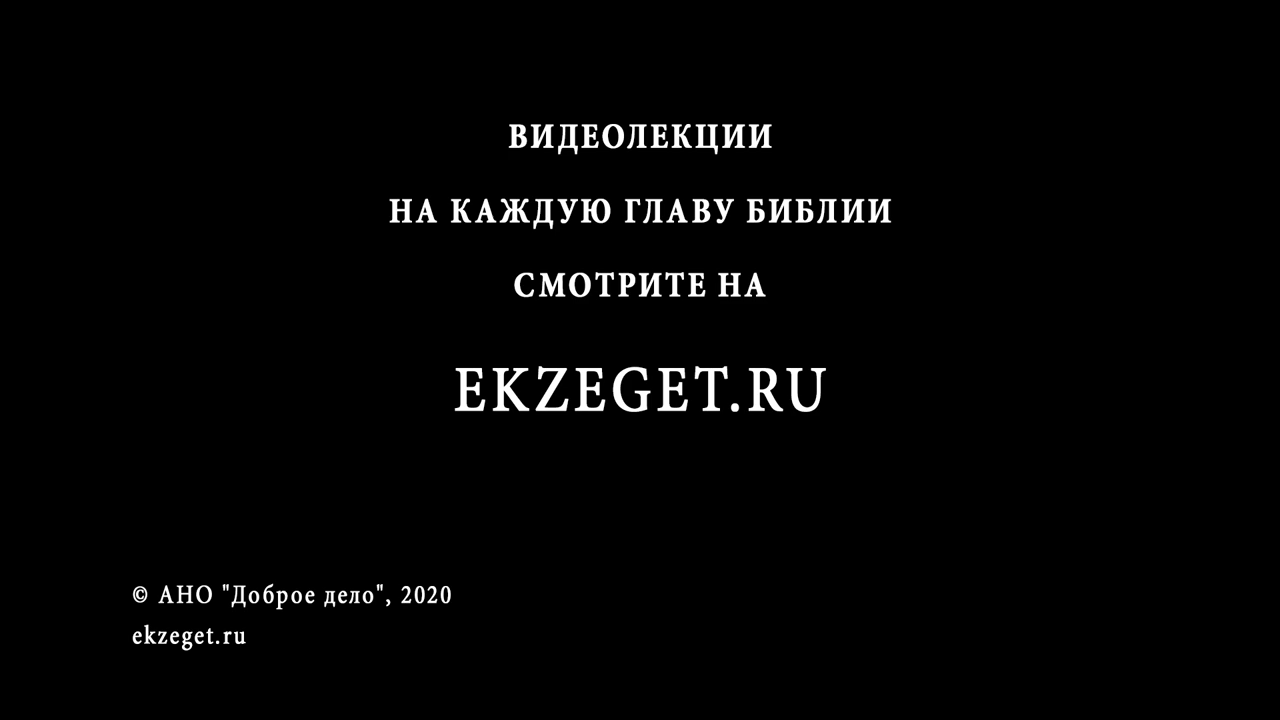 ВИДЕОЛЕКЦИИ
НА КАЖДУЮ ГЛАВУ БИБЛИИ
СМОТРИТЕ НА
EKZEGET.RU
© АНО "Доброе дело", 2020
ekzeget.ru